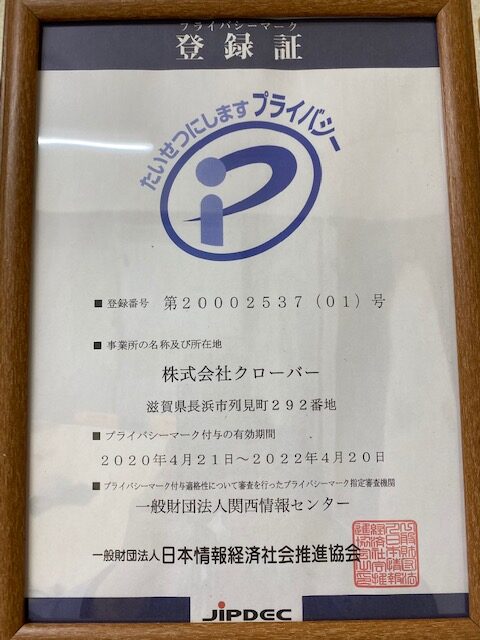 プライバシーマーク
登録証
たいせつにしますプライバシー
■ 登録番号 第２０００２５３７（０１）号
■ 事業所の名称及び所在地
株式会社クローバー
滋賀県長浜市列見町２９２番地
■ プライバシーマーク付与の有効期間
２０２０年４月２１日～２０２２年４月２０日
■ プライバシーマーク付与適格性について審査を行ったプライバシーマーク指定審査機関
一般財団法人関西情報センター
一般財団法人日本情報経済社会推進協会
JIPDEC